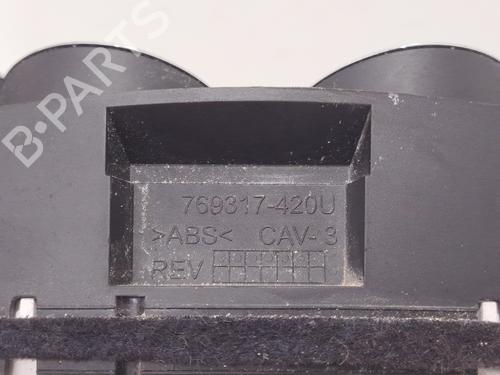 B-PARTS
769317-420U
>ABS< CAV-3
REV